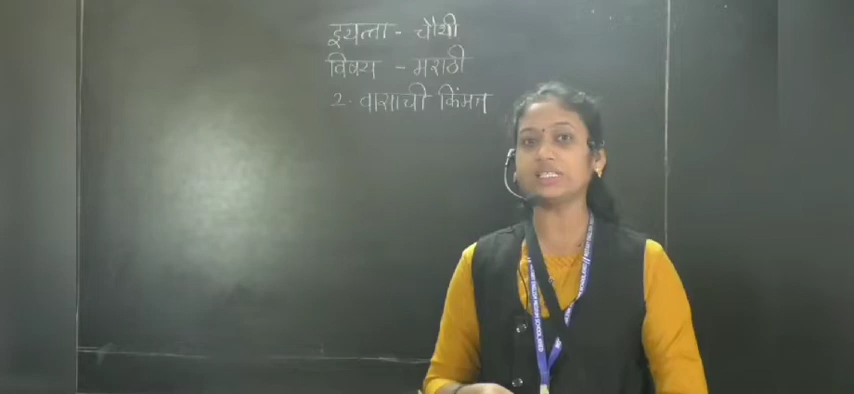 इयत्ता - चौथी
विषय - मराठी
2. वासाची किंमत